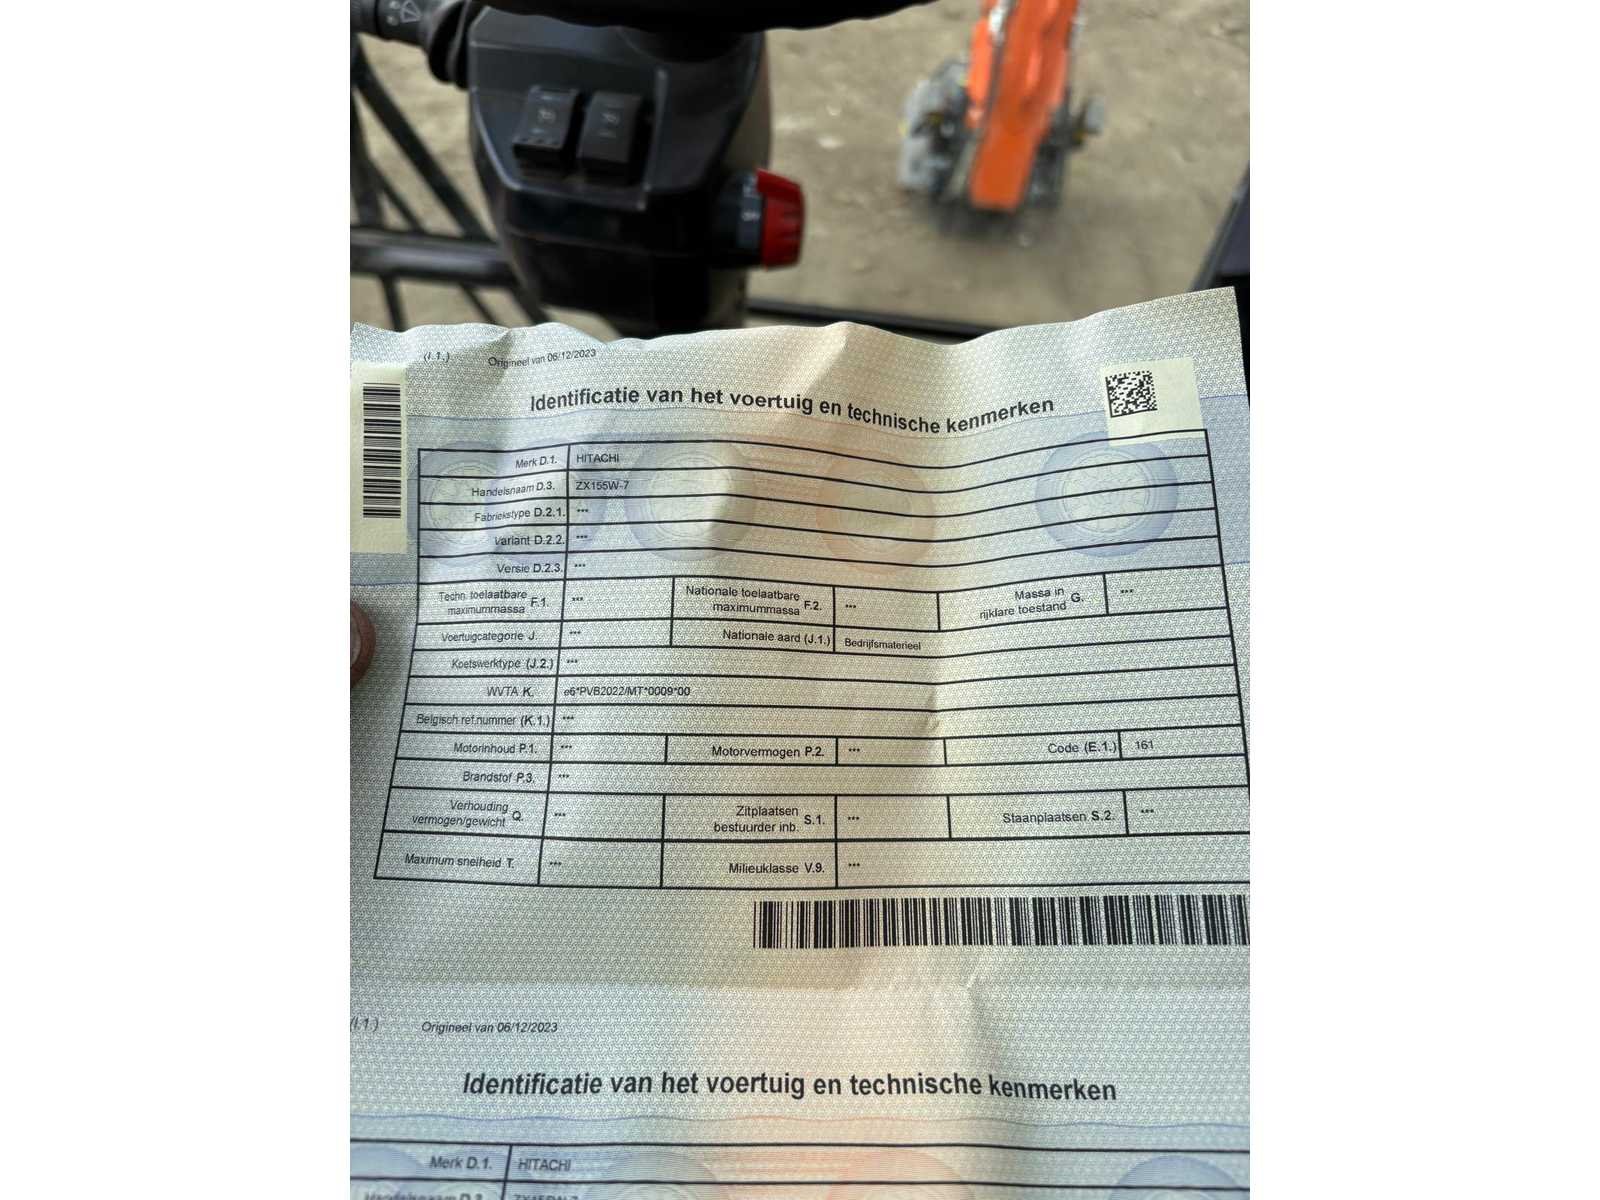 (I.1.) Origineel van 06/12/2023
Identificatie van het voertuig en technische kenmerken
Merk D.1. HITACHI
Handelsnaam D.3. ZX155W-7
Fabriekstype D.2.1. ***
Variant D.2.2. ***
Versie D.2.3. ***
Techn. toelaatbare maximummassa F.1. *** Nationale toelaatbare maximummassa F.2. *** Massa in rijklare toestand G. ***
Voertuigcategorie J. *** Nationale aard (J.1.) Bedrijfsmaterieel
Koetswerktype (J.2.) ***
WVTA K. e6*PVB2022/MT*0009*00
Belgisch ref.nummer (K.1.) ***
Motorinhoud P.1. *** Motorvermogen P.2. *** Code (E.1.) 161
Brandstof P.3. ***
Verhouding vermogen/gewicht Q. *** Zitplaatsen bestuurder inb. S.1. *** Staanplaatsen S.2. ***
Maximum snelheid T. *** Milieuklasse V.9. ***
(I.1.) Origineel van 06/12/2023
Identificatie van het voertuig en technische kenmerken
Merk D.1. HITACHI